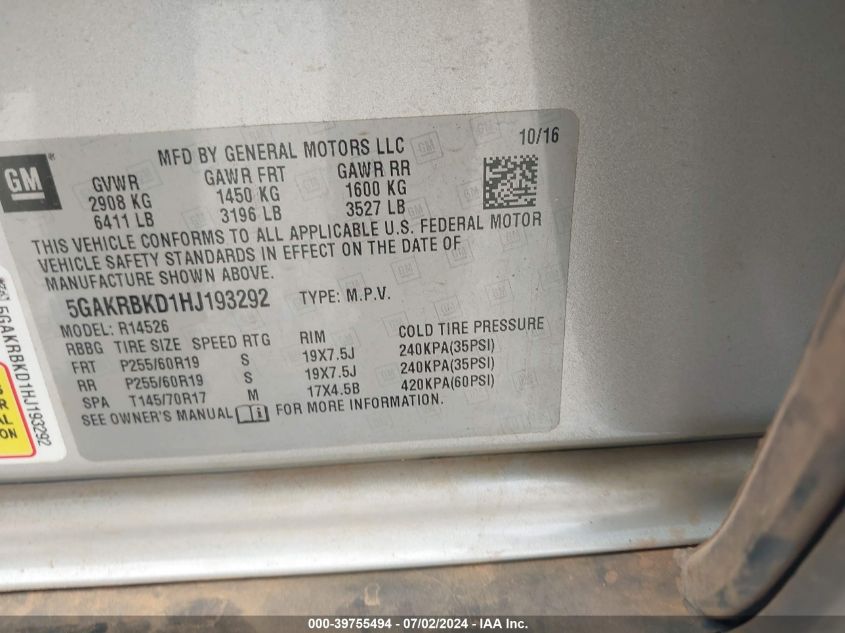 MFD BY GENERAL MOTORS LLC 10/16
GM
GVWR GAWR FRT GAWR RR
2908 KG 1450 KG 1600 KG
6411 LB 3196 LB 3527 LB
THIS VEHICLE CONFORMS TO ALL APPLICABLE U.S. FEDERAL MOTOR
VEHICLE SAFETY STANDARDS IN EFFECT ON THE DATE OF
MANUFACTURE SHOWN ABOVE.
5GAKRBKD1HJ193292 TYPE: M.P.V.
MODEL: R14526
RBBG TIRE SIZE SPEED RTG RIM COLD TIRE PRESSURE
FRT P255/60R19 S 19X7.5J 240KPA(35PSI)
RR P255/60R19 S 19X7.5J 240KPA(35PSI)
SPA T145/70R17 M 17X4.5B 420KPA(60PSI)
SEE OWNER'S MANUAL FOR MORE INFORMATION.
5GAKRBKD1HJ193292
000-39755494 - 07/02/2024 - IAA Inc.